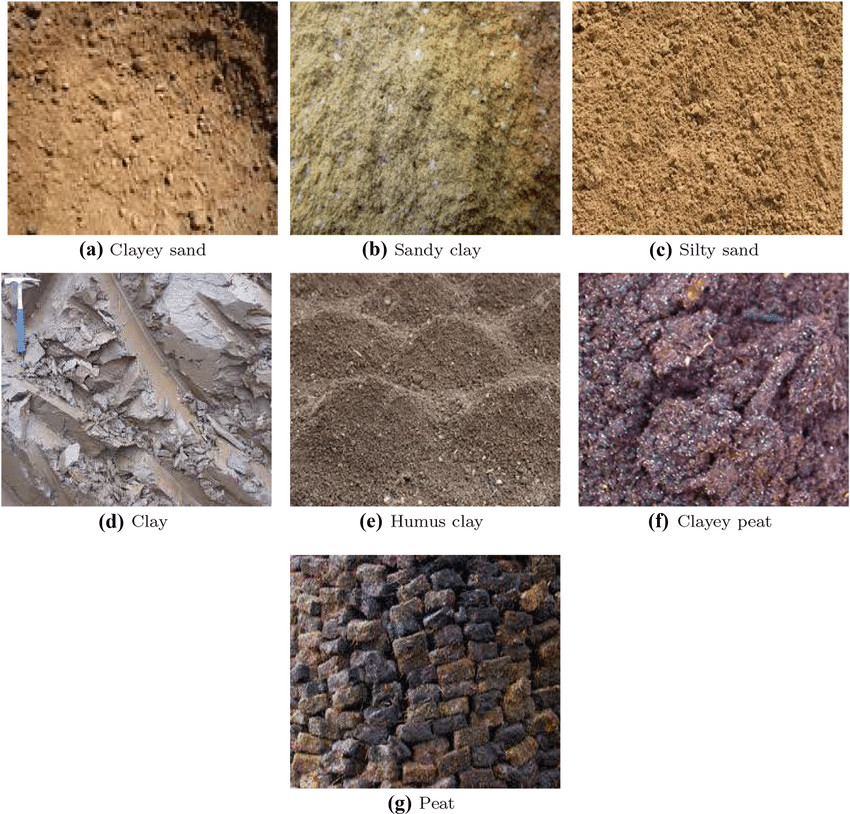 (a) Clayey sand
(b) Sandy clay
(c) Silty sand
(d) Clay
(e) Humus clay
(f) Clayey peat
(g) Peat